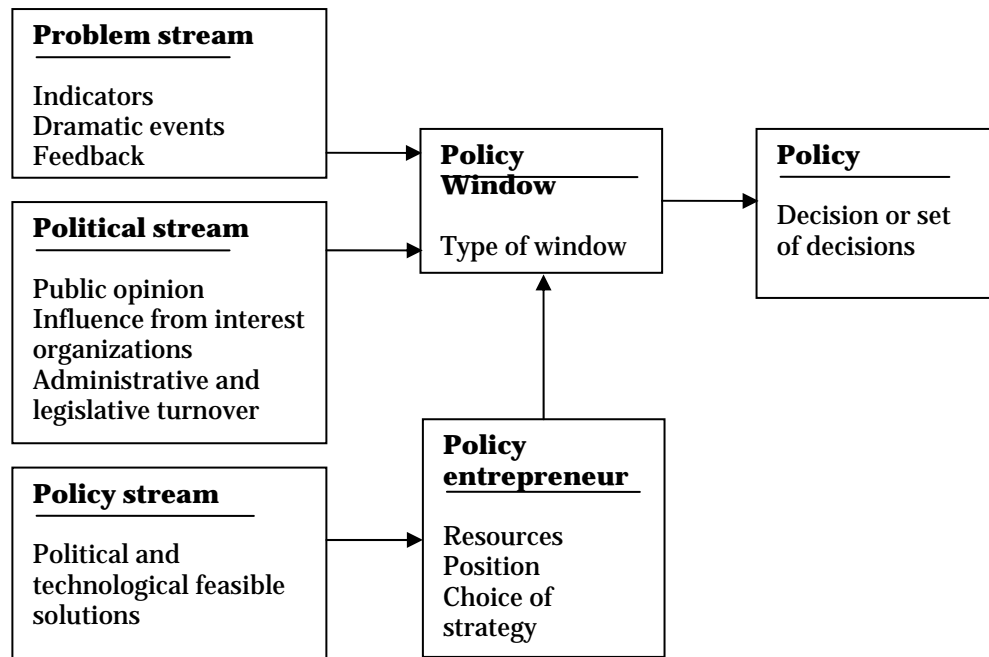 Problem stream
Indicators
Dramatic events
Feedback
Political stream
Public opinion
Influence from interest
organizations
Administrative and
legislative turnover
Policy stream
Political and
technological feasible
solutions
Policy
Window
Type of window
Policy
entrepreneur
Resources
Position
Choice of
strategy
Policy
Decision or set
of decisions